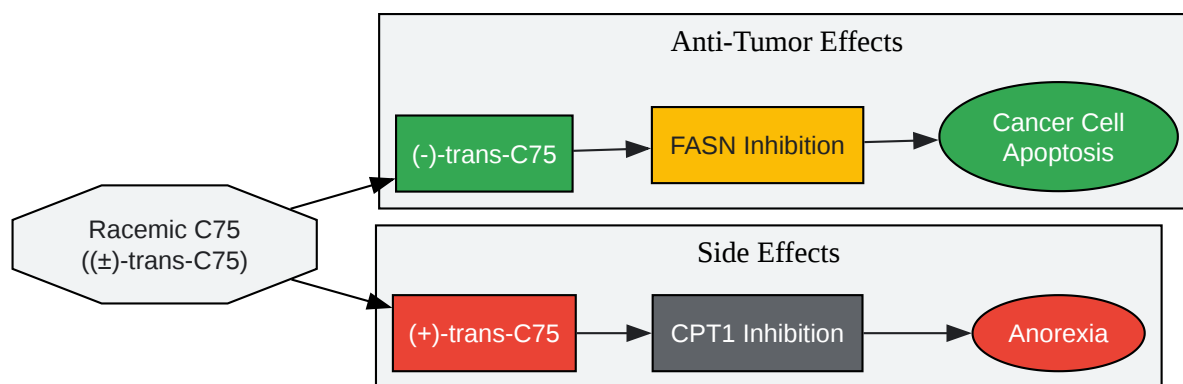 Anti-Tumor Effects
(-)-trans-C75
FASN Inhibition
Cancer Cell
Apoptosis
Racemic C75
((±)-trans-C75)
Side Effects
(+)-trans-C75
CPT1 Inhibition
Anorexia